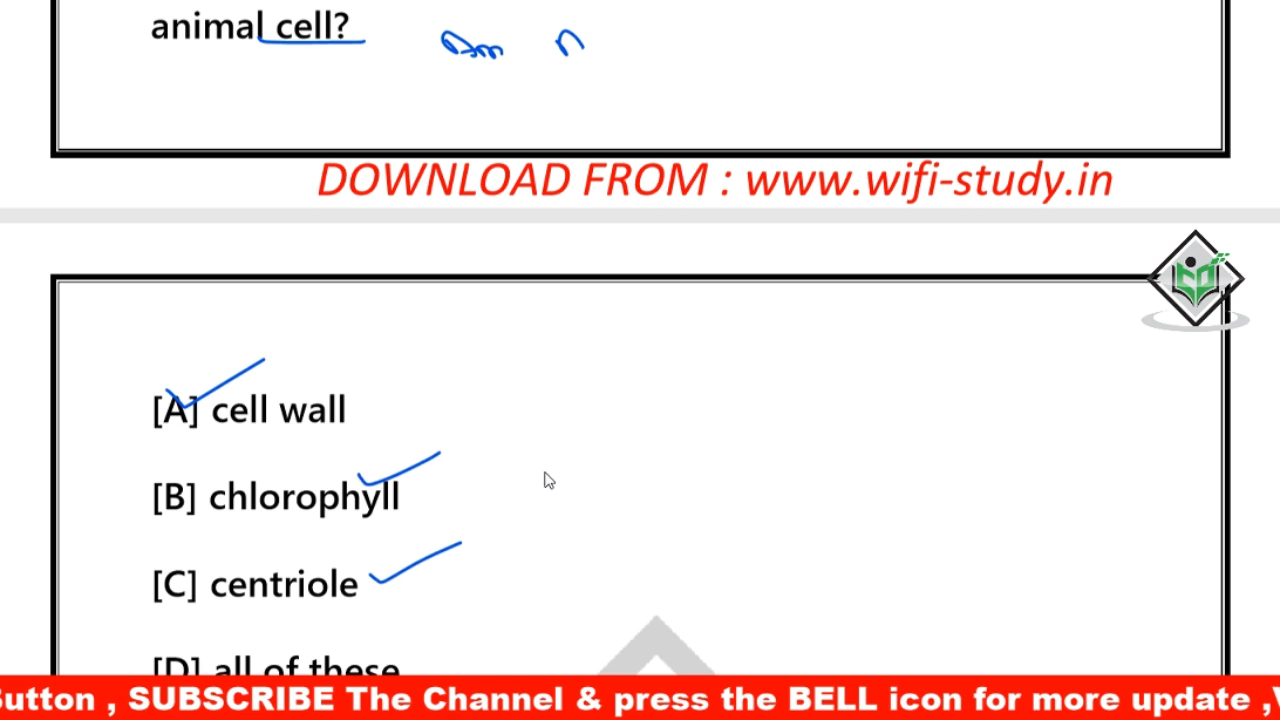 animal cell?
DOWNLOAD FROM : www.wifi-study.in
[A] cell wall
[B] chlorophyll
[C] centriole
[D] all of these
Button , SUBSCRIBE The Channel & press the BELL icon for more update ,